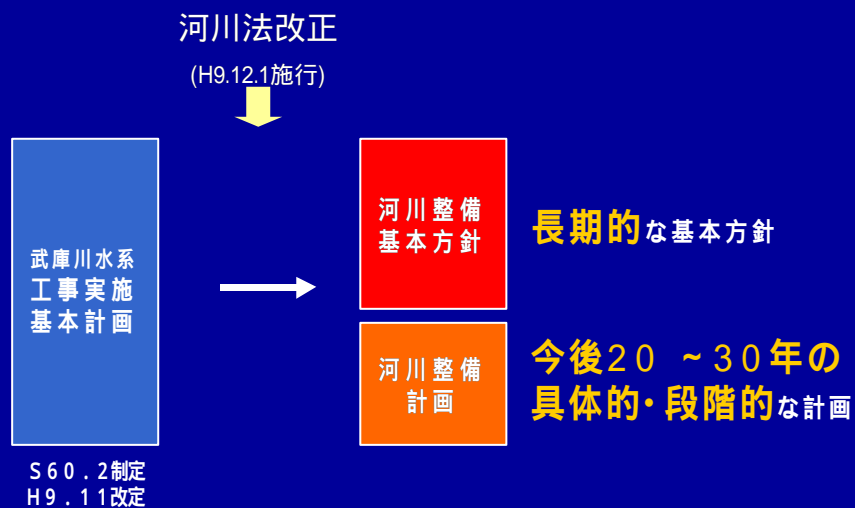 河川法改正
(H9.12.1施行)
武庫川水系
工事実施
基本計画
S60.2制定
H9.11改定
河川整備
基本方針
長期的な基本方針
河川整備
計画
今後20 ~30年の
具体的・段階的な計画